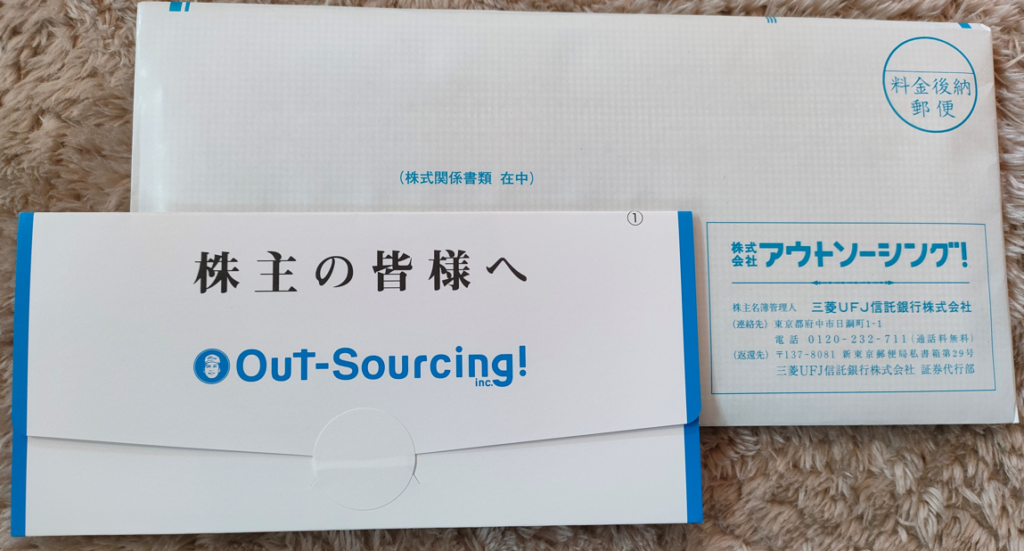 料金後納
郵便
（株式関係書類 在中）
①
株主の皆様へ
OuT-Sourcing!
inc.
株式会社 アウトソーシング!
株主名簿管理人 三菱UFJ信託銀行株式会社
（連絡先）東京都府中市日鋼町1-1
電話 0120-232-711（通話料無料）
（返還先）〒137-8081 新東京郵便局私書箱第29号
三菱UFJ信託銀行株式会社 証券代行部